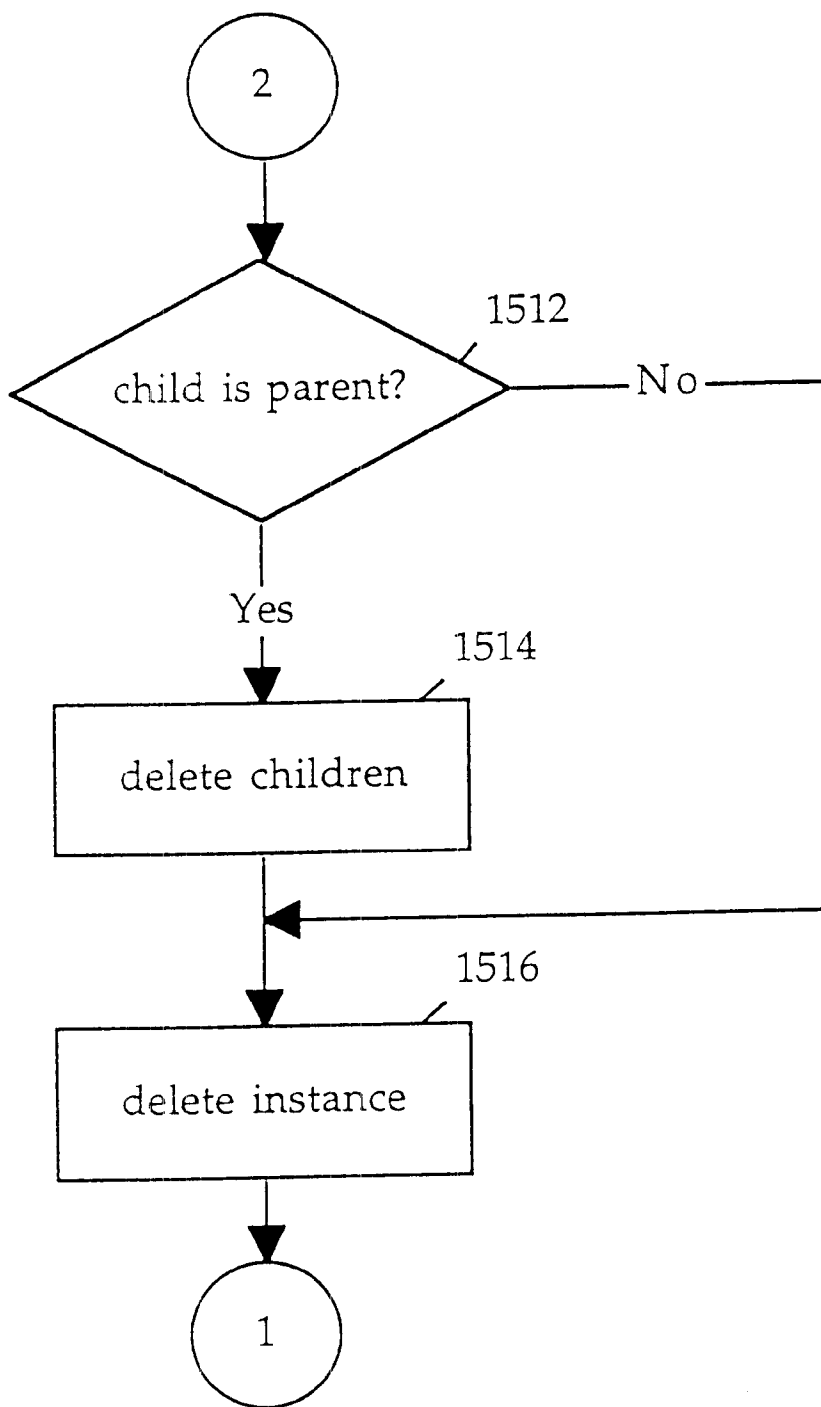 2
1512
child is parent?
No
Yes
1514
delete children
1516
delete instance
1